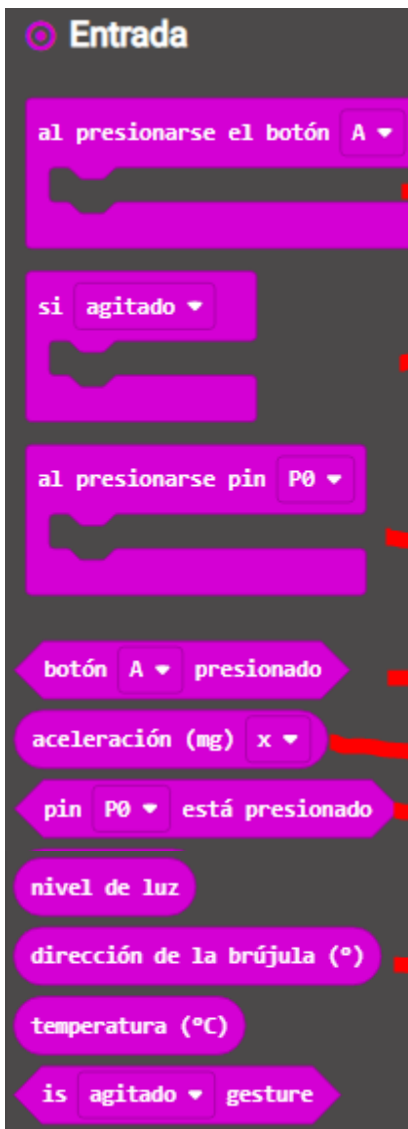 Entrada
al presionarse el botón A
si agitado
al presionarse pin P0
botón A presionado
aceleración (mg) x
pin P0 está presionado
nivel de luz
dirección de la brújula (°)
temperatura (°C)
is agitado gesture